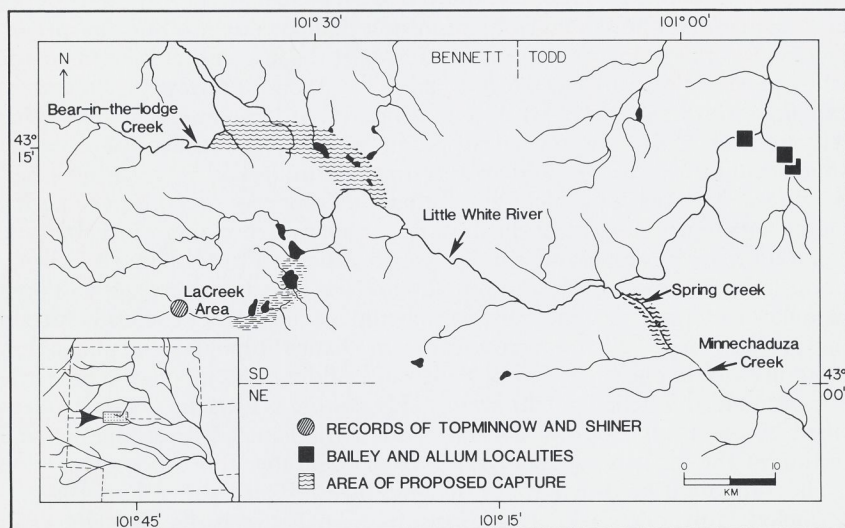 101° 30'
101° 00'
N
BENNETT
TODD
Bear-in-the-lodge
Creek
43°
15'
Little White River
LaCreek
Area
Spring Creek
Minnechaduza
Creek
SD
NE
43°
00'
RECORDS OF TOPMINNOW AND SHINER
BAILEY AND ALLUM LOCALITIES
AREA OF PROPOSED CAPTURE
0
10
KM
101° 45'
101° 15'